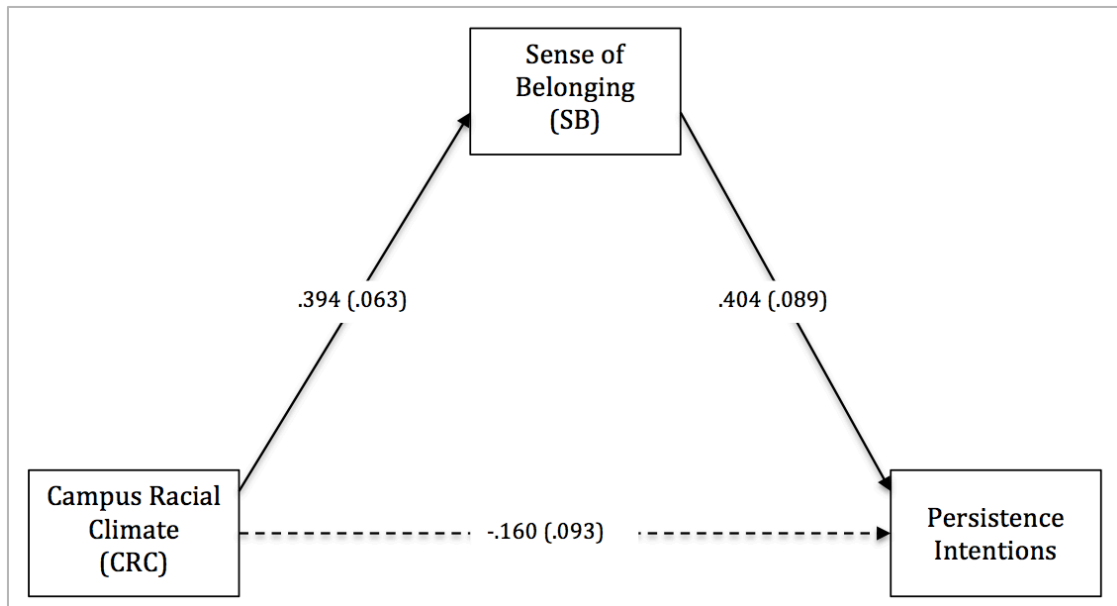 Sense of
Belonging
(SB)
.394 (.063)
.404 (.089)
Campus Racial
Climate
(CRC)
-.160 (.093)
Persistence
Intentions